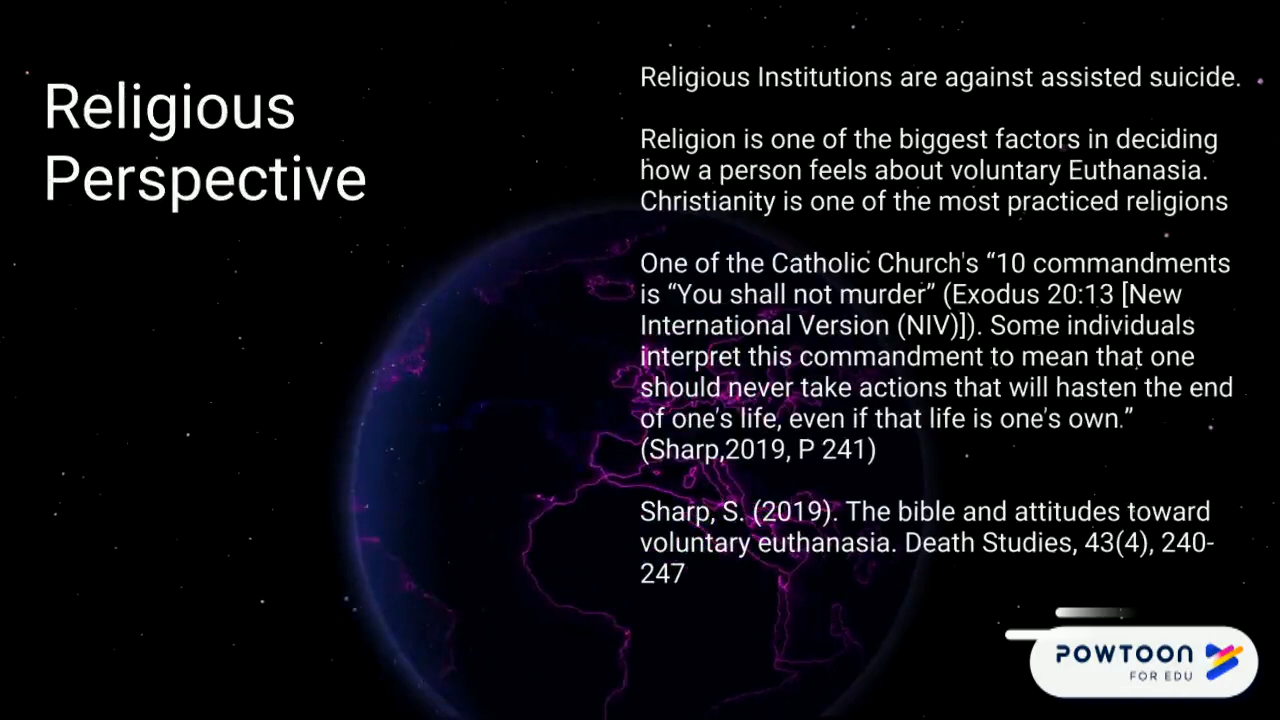 Religious
Perspective
Religious Institutions are against assisted suicide.
Religion is one of the biggest factors in deciding
how a person feels about voluntary Euthanasia.
Christianity is one of the most practiced religions
One of the Catholic Church's “10 commandments
is “You shall not murder” (Exodus 20:13 [New
International Version (NIV)]). Some individuals
interpret this commandment to mean that one
should never take actions that will hasten the end
of one's life, even if that life is one's own.”
(Sharp,2019, P 241)
Sharp, S. (2019). The bible and attitudes toward
voluntary euthanasia. Death Studies, 43(4), 240-
247
POWTOON
FOR EDU